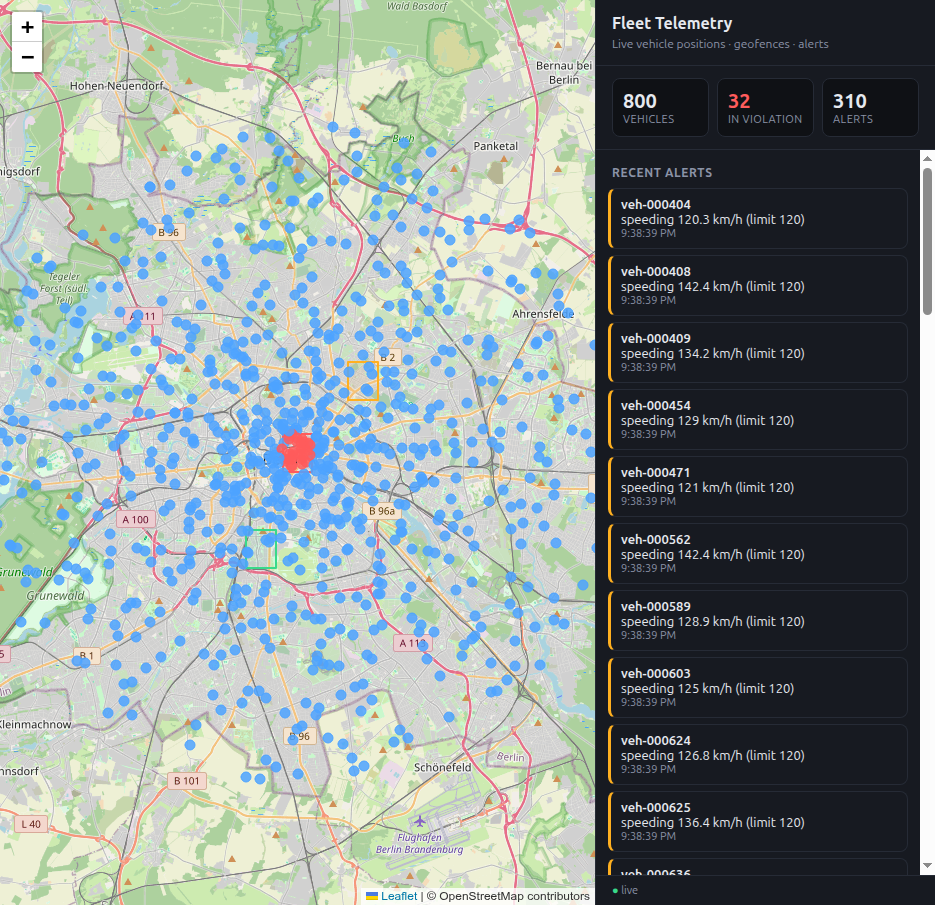 +
−
Wald Basdorf
Bernau bei
Berlin
Hohen-Neuendorf
Buch
Panketal
B 96
Tegeler
Forst (südl.
Teil)
A 111
Ahrensfelde
B 2
B 96a
A 100
Grunewald
Grunewald
B 1
Kleinmachnow
B 96
Schönefeld
Berlin
B 101
L 40
Flughafen
Berlin Brandenburg
Leaflet | © OpenStreetMap contributors
Fleet Telemetry
Live vehicle positions · geofences · alerts
800
VEHICLES
32
IN VIOLATION
310
ALERTS
RECENT ALERTS
veh-000404
speeding 120.3 km/h (limit 120)
9:38:39 PM
veh-000408
speeding 142.4 km/h (limit 120)
9:38:39 PM
veh-000409
speeding 134.2 km/h (limit 120)
9:38:39 PM
veh-000454
speeding 129 km/h (limit 120)
9:38:39 PM
veh-000471
speeding 121 km/h (limit 120)
9:38:39 PM
veh-000562
speeding 142.4 km/h (limit 120)
9:38:39 PM
veh-000589
speeding 128.9 km/h (limit 120)
9:38:39 PM
veh-000603
speeding 125 km/h (limit 120)
9:38:39 PM
veh-000624
speeding 126.8 km/h (limit 120)
9:38:39 PM
veh-000625
speeding 136.4 km/h (limit 120)
9:38:39 PM
veh-000636
live